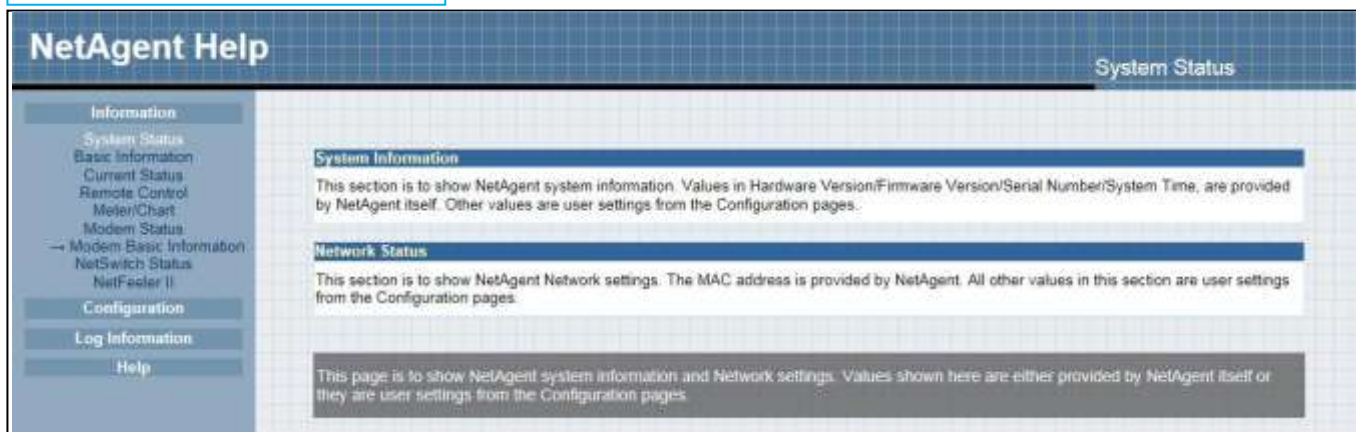 NetAgent Help
System Status
Information
System Status
Basic Information
Current Status
Remote Control
Meter/Chart
Modem Status
→ Modem Basic Information
NetSwitch Status
NetFeeler II
Configuration
Log Information
Help
System Information
This section is to show NetAgent system information. Values in Hardware Version/Firmware Version/Serial Number/System Time, are provided
by NetAgent itself. Other values are user settings from the Configuration pages.
Network Status
This section is to show NetAgent Network settings. The MAC address is provided by NetAgent. All other values in this section are user settings
from the Configuration pages.
This page is to show NetAgent system information and Network settings. Values shown here are either provided by NetAgent itself or
they are user settings from the Configuration pages.